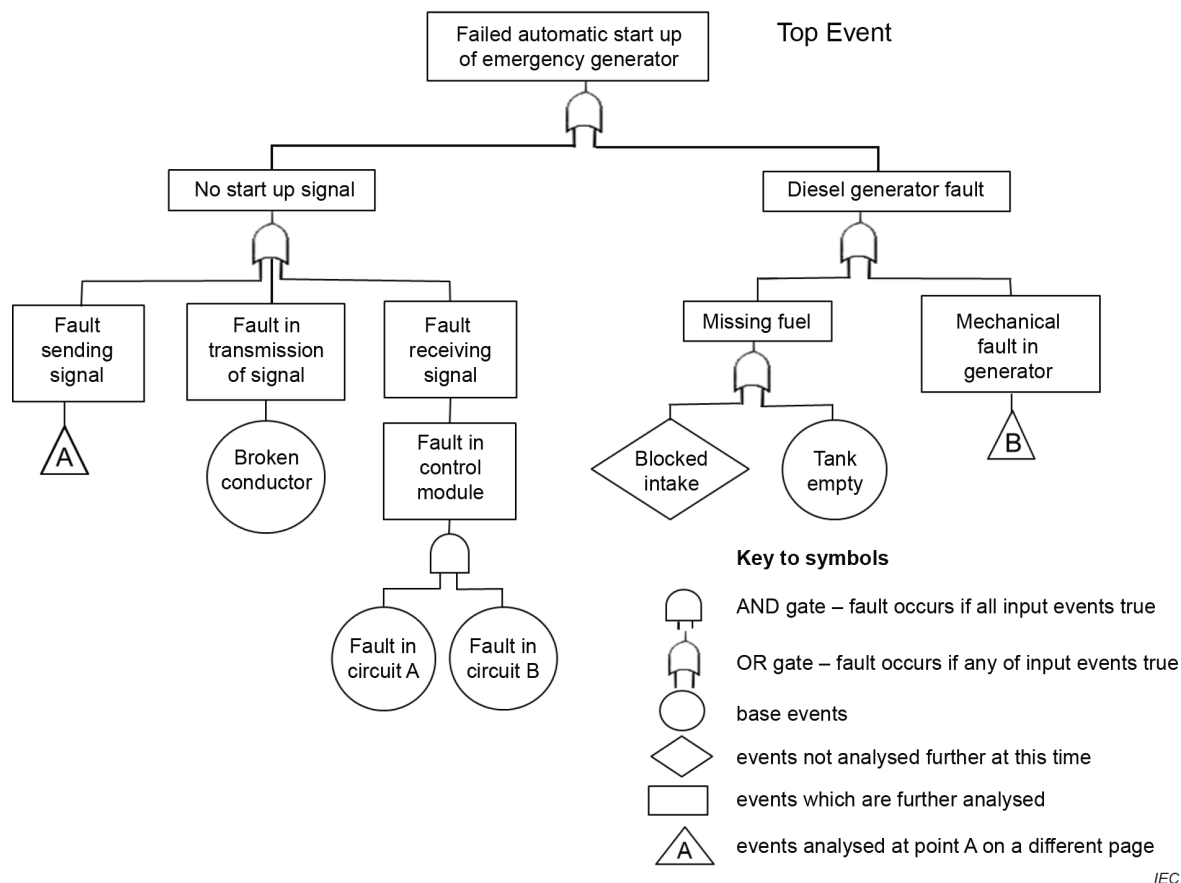 Failed automatic start up
of emergency generator
Top Event
No start up signal
Diesel generator fault
Fault
sending
signal
Fault in
transmission
of signal
Fault
receiving
signal
Missing fuel
Mechanical
fault in
generator
A
Broken
conductor
Fault in
control
module
Blocked
intake
Tank
empty
B
Fault in
circuit A
Fault in
circuit B
Key to symbols
AND gate – fault occurs if all input events true
OR gate – fault occurs if any of input events true
base events
events not analysed further at this time
events which are further analysed
A
events analysed at point A on a different page
IEC